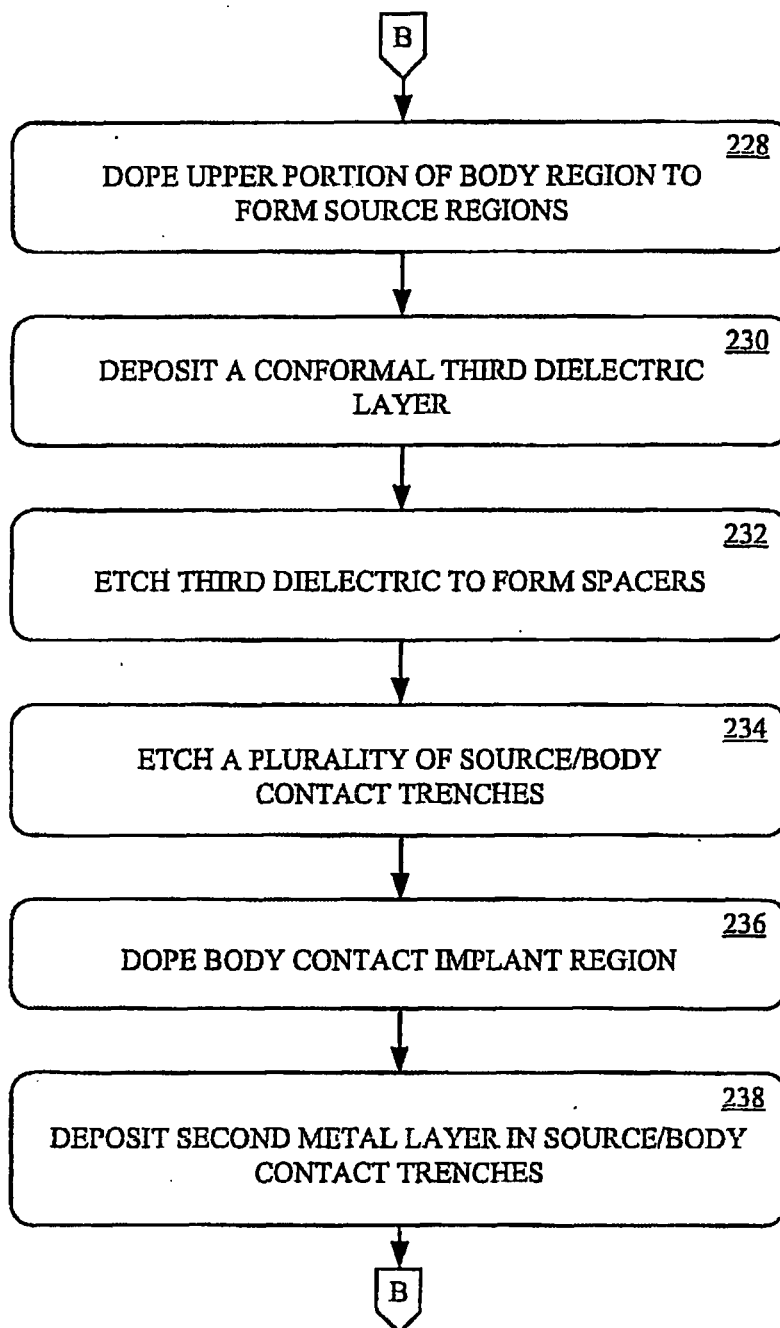 B
228
DOPE UPPER PORTION OF BODY REGION TO
FORM SOURCE REGIONS
230
DEPOSIT A CONFORMAL THIRD DIELECTRIC
LAYER
232
ETCH THIRD DIELECTRIC TO FORM SPACERS
234
ETCH A PLURALITY OF SOURCE/BODY
CONTACT TRENCHES
236
DOPE BODY CONTACT IMPLANT REGION
238
DEPOSIT SECOND METAL LAYER IN SOURCE/BODY
CONTACT TRENCHES
B